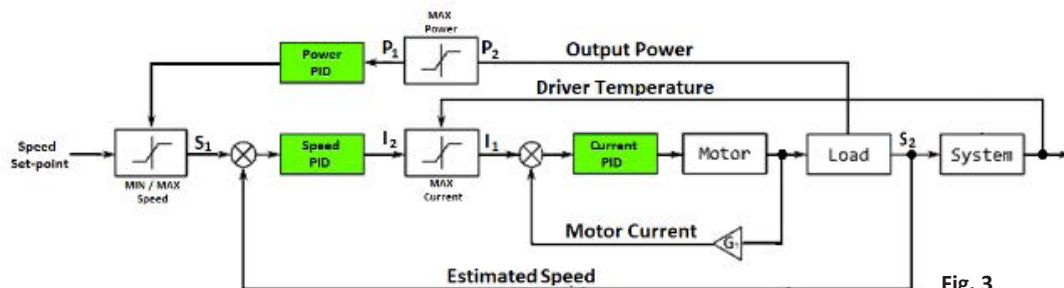 MAX
Power
Power
PID
P1
P2
Output Power
Driver Temperature
Speed
Set-point
MIN / MAX
Speed
S1
Speed
PID
I2
MAX
Current
I1
Current
PID
Motor
Load
S2
System
Motor Current
G
Estimated Speed
Fig. 3